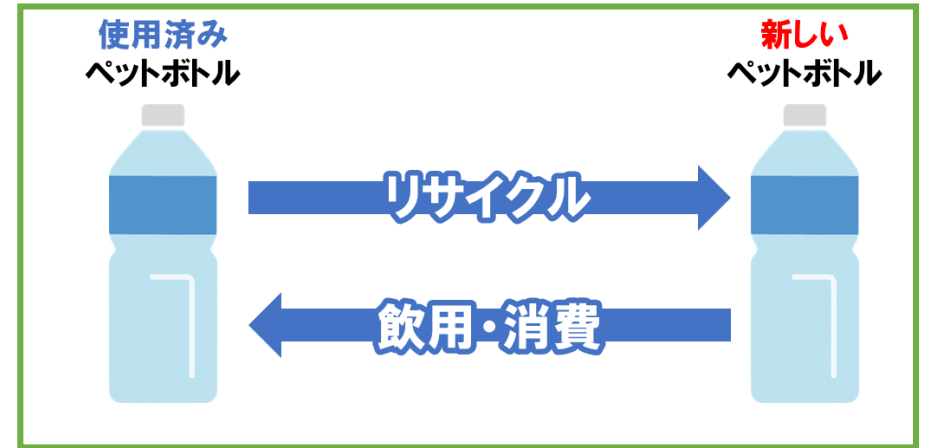 使用済み
ペットボトル
新しい
ペットボトル
リサイクル
飲用・消費